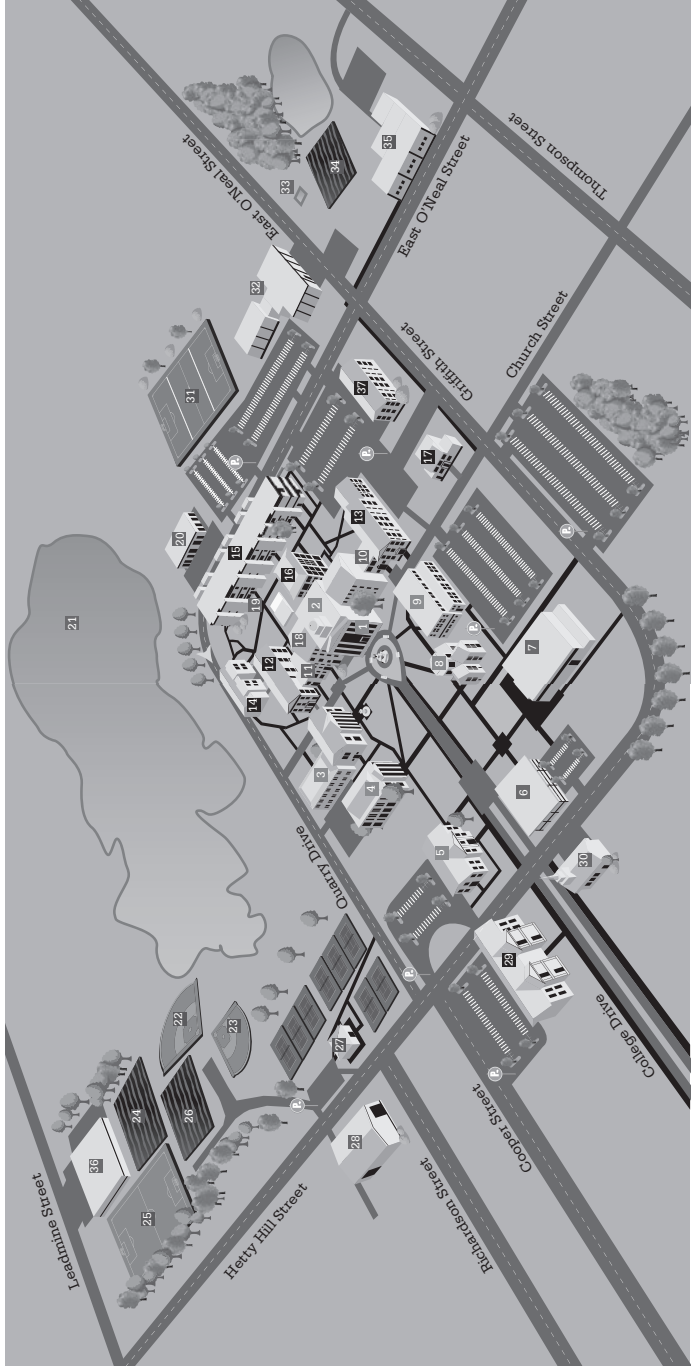 East O'Neal Street
Thompson Street
East O'Neal Street
Griffith Street
Church Street
Quarry Drive
College Drive
Cooper Street
Richardson Street
Hetty Hill Street
Leadmine Street
1
2
3
4
5
6
7
8
9
10
11
12
13
14
15
16
17
18
19
20
21
22
23
24
25
26
27
28
29
30
31
32
33
34
35
36
37
P.
P.
P.
P.
P.
P.
P.